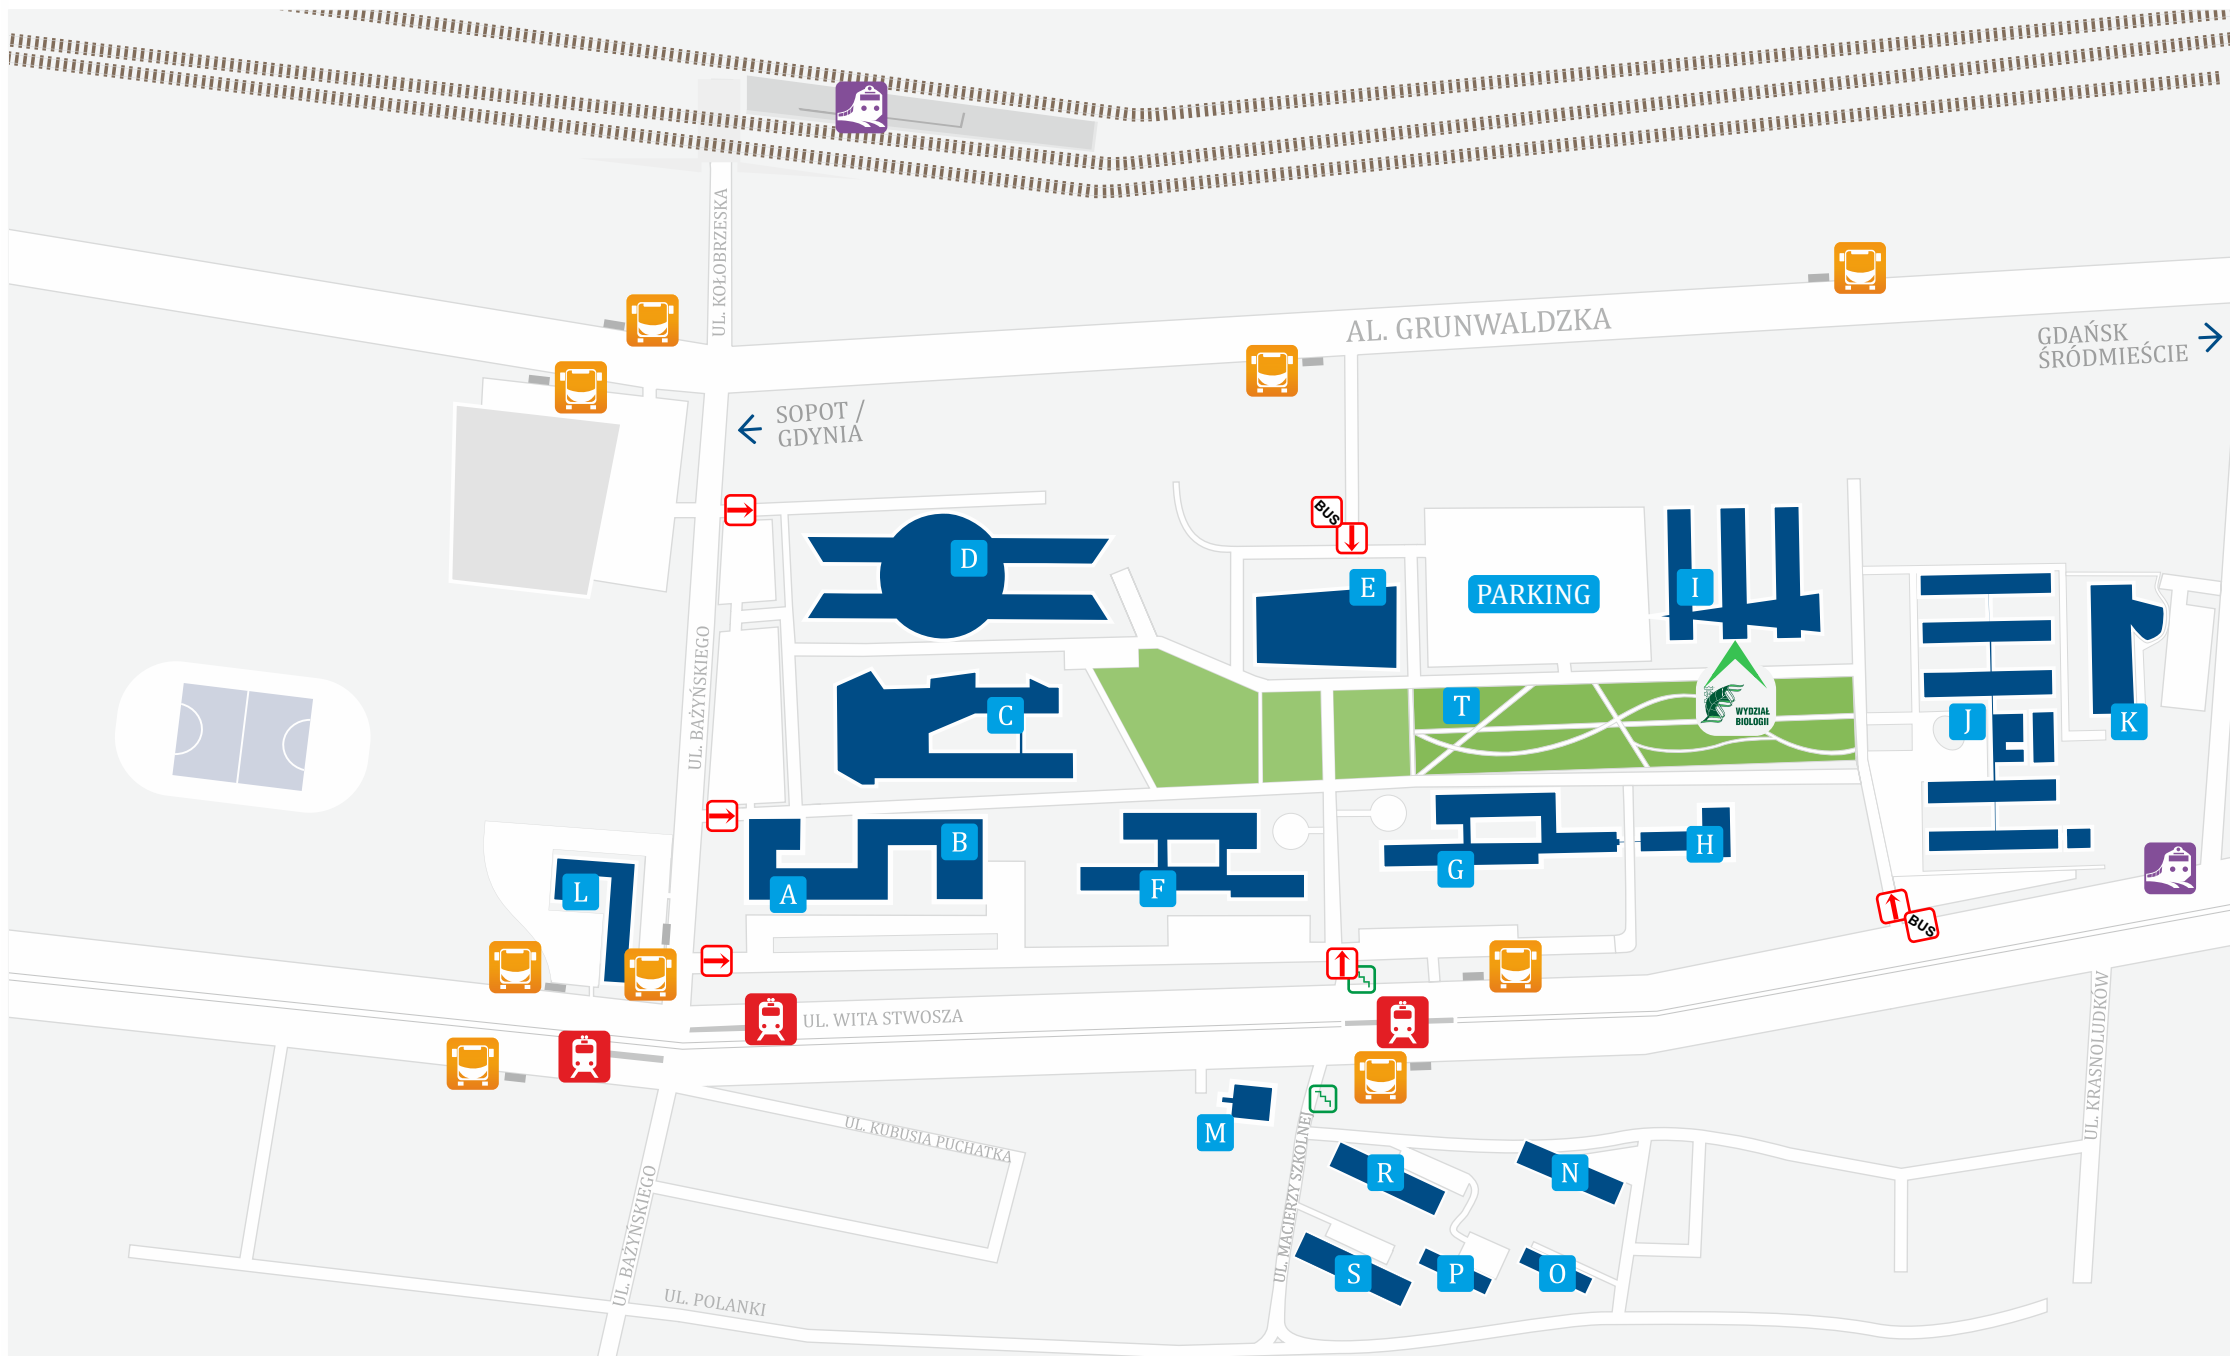 UL. KOŁOBRZESKA
AL. GRUNWALDZKA
GDAŃSK
ŚRÓDMIEŚCIE
SOPOT /
GDYNIA
BUS
D
E
PARKING
I
UL. BAŻYŃSKIEGO
C
T
WYDZIAŁ
BIOLOGII
J
K
B
A
L
F
G
H
BUS
UL. WITA STWOSZA
UL. KRASNOLUDKÓW
M
UL. KUBUSIA PUCHATKA
UL. MACIERZY SZKOLNEJ
R
N
UL. BAŻYŃSKIEGO
S
P
O
UL. POLANKI